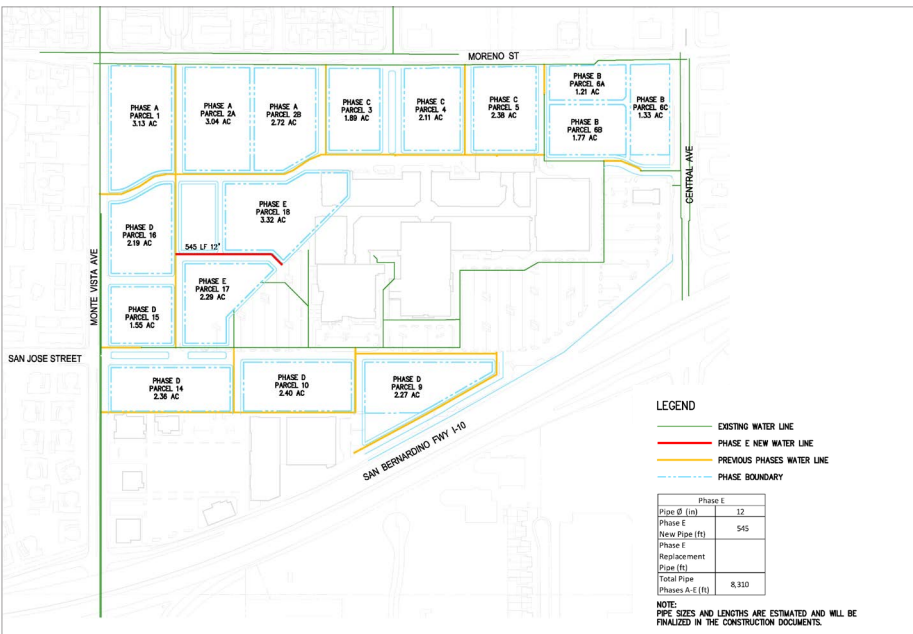 MORENO ST
PHASE A
PARCEL 1
3.13 AC
PHASE A
PARCEL 2A
3.04 AC
PHASE A
PARCEL 2B
2.72 AC
PHASE C
PARCEL 3
1.89 AC
PHASE C
PARCEL 4
2.11 AC
PHASE C
PARCEL 5
2.38 AC
PHASE B
PARCEL 6A
1.21 AC
PHASE B
PARCEL 6B
1.77 AC
PHASE B
PARCEL 6C
1.33 AC
CENTRAL AVE
MONTE VISTA AVE
PHASE D
PARCEL 16
2.19 AC
PHASE E
PARCEL 18
3.32 AC
545 LF 12"
PHASE E
PARCEL 17
2.29 AC
PHASE D
PARCEL 15
1.55 AC
SAN JOSE STREET
PHASE D
PARCEL 14
2.36 AC
PHASE D
PARCEL 10
2.40 AC
PHASE D
PARCEL 9
2.27 AC
SAN BERNARDINO FWY I-10
LEGEND
EXISTING WATER LINE
PHASE E NEW WATER LINE
PREVIOUS PHASES WATER LINE
PHASE BOUNDARY
Phase E
Pipe Ø (in) 12
Phase E
New Pipe (ft) 545
Phase E
Replacement
Pipe (ft)
Total Pipe
Phases A-E (ft) 8,310
NOTE:
PIPE SIZES AND LENGTHS ARE ESTIMATED AND WILL BE
FINALIZED IN THE CONSTRUCTION DOCUMENTS.